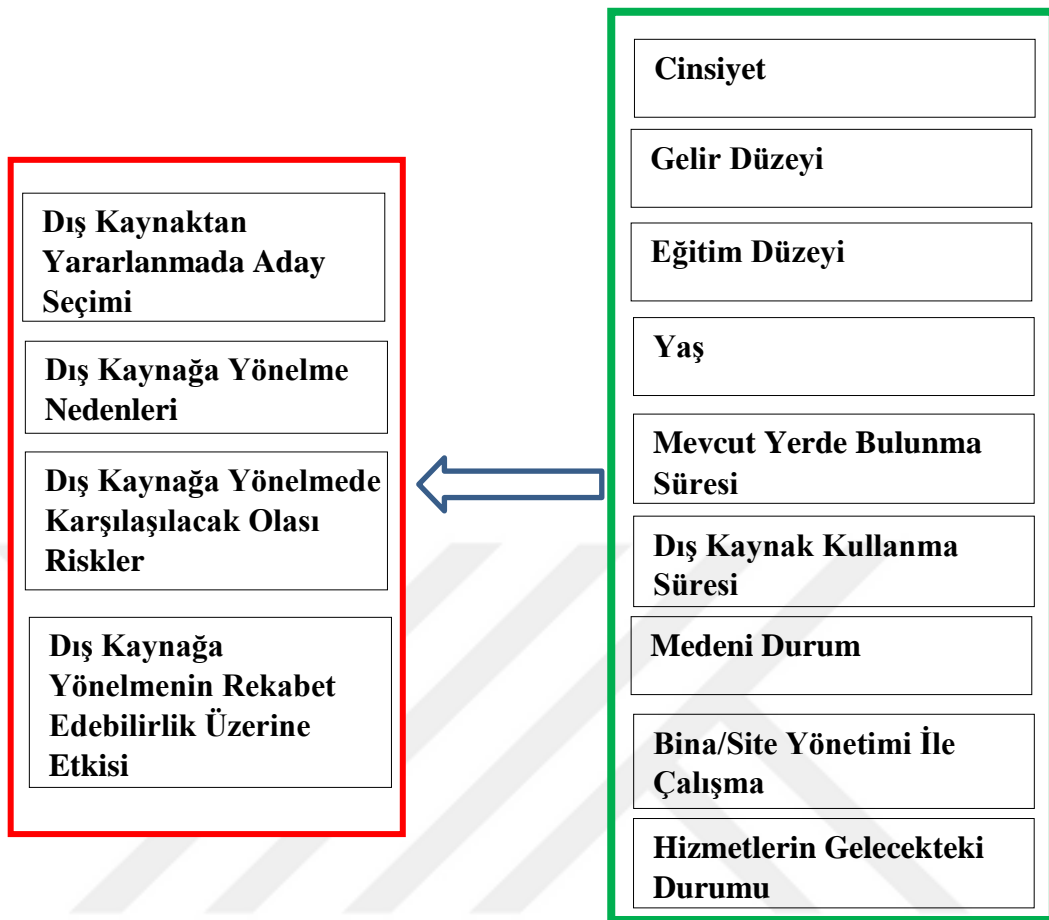 Dış Kaynaktan
Yararlanmada Aday
Seçimi
Dış Kaynağa Yönelme
Nedenleri
Dış Kaynağa Yönelmede
Karşılaşılacak Olası
Riskler
Dış Kaynağa
Yönelmenin Rekabet
Edebilirlik Üzerine
Etkisi
Cinsiyet
Gelir Düzeyi
Eğitim Düzeyi
Yaş
Mevcut Yerde Bulunma
Süresi
Dış Kaynak Kullanma
Süresi
Medeni Durum
Bina/Site Yönetimi İle
Çalışma
Hizmetlerin Gelecekteki
Durumu